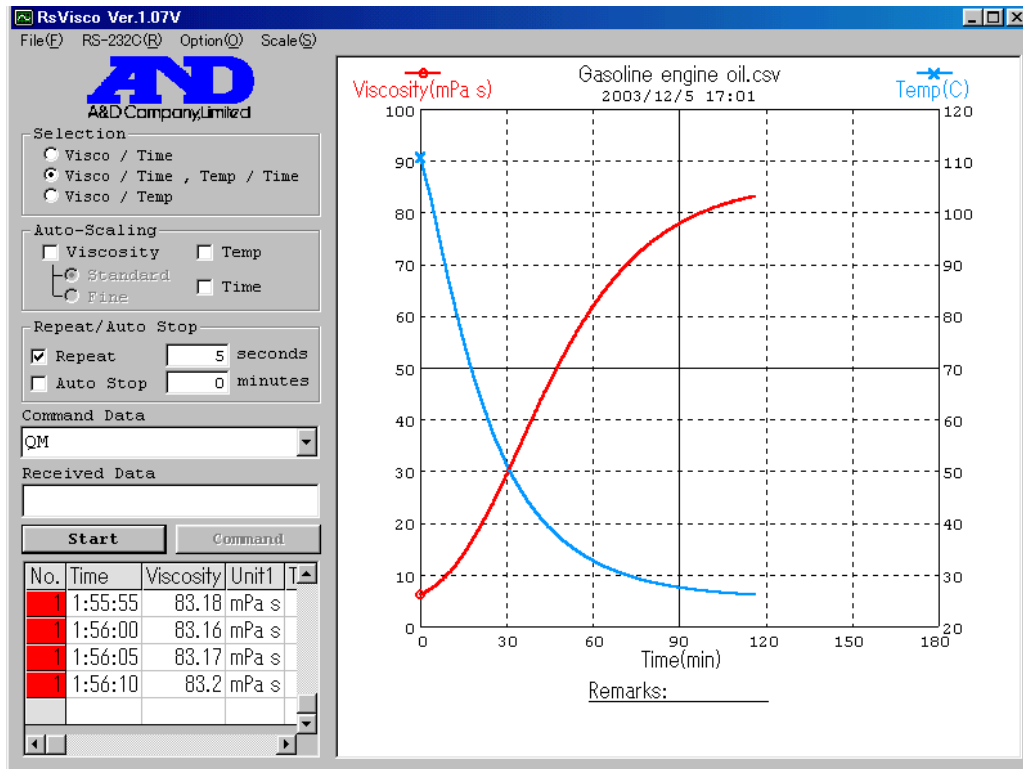 RsVisco Ver.1.07V
File(F) RS-232C(R) Option(O) Scale(S)
AND
A&D Company,Limited
Selection
Visco / Time
Visco / Time , Temp / Time
Visco / Temp
Auto-Scaling
Viscosity Temp
Standard
Time
Fine
Repeat/Auto Stop
Repeat 5 seconds
Auto Stop 0 minutes
Command Data
QM
Received Data
Start Command
No. Time Viscosity Unit1 T
1 1:55:55 83.18 mPa s
1 1:56:00 83.16 mPa s
1 1:56:05 83.17 mPa s
1 1:56:10 83.2 mPa s
Gasoline engine oil.csv
2003/12/5 17:01
Viscosity(mPa s) Temp(C)
100 120
90 110
80 100
70 90
60 80
50 70
40 60
30 50
20 40
10 30
0 20
0 30 60 90 120 150 180
Time(min)
Remarks: